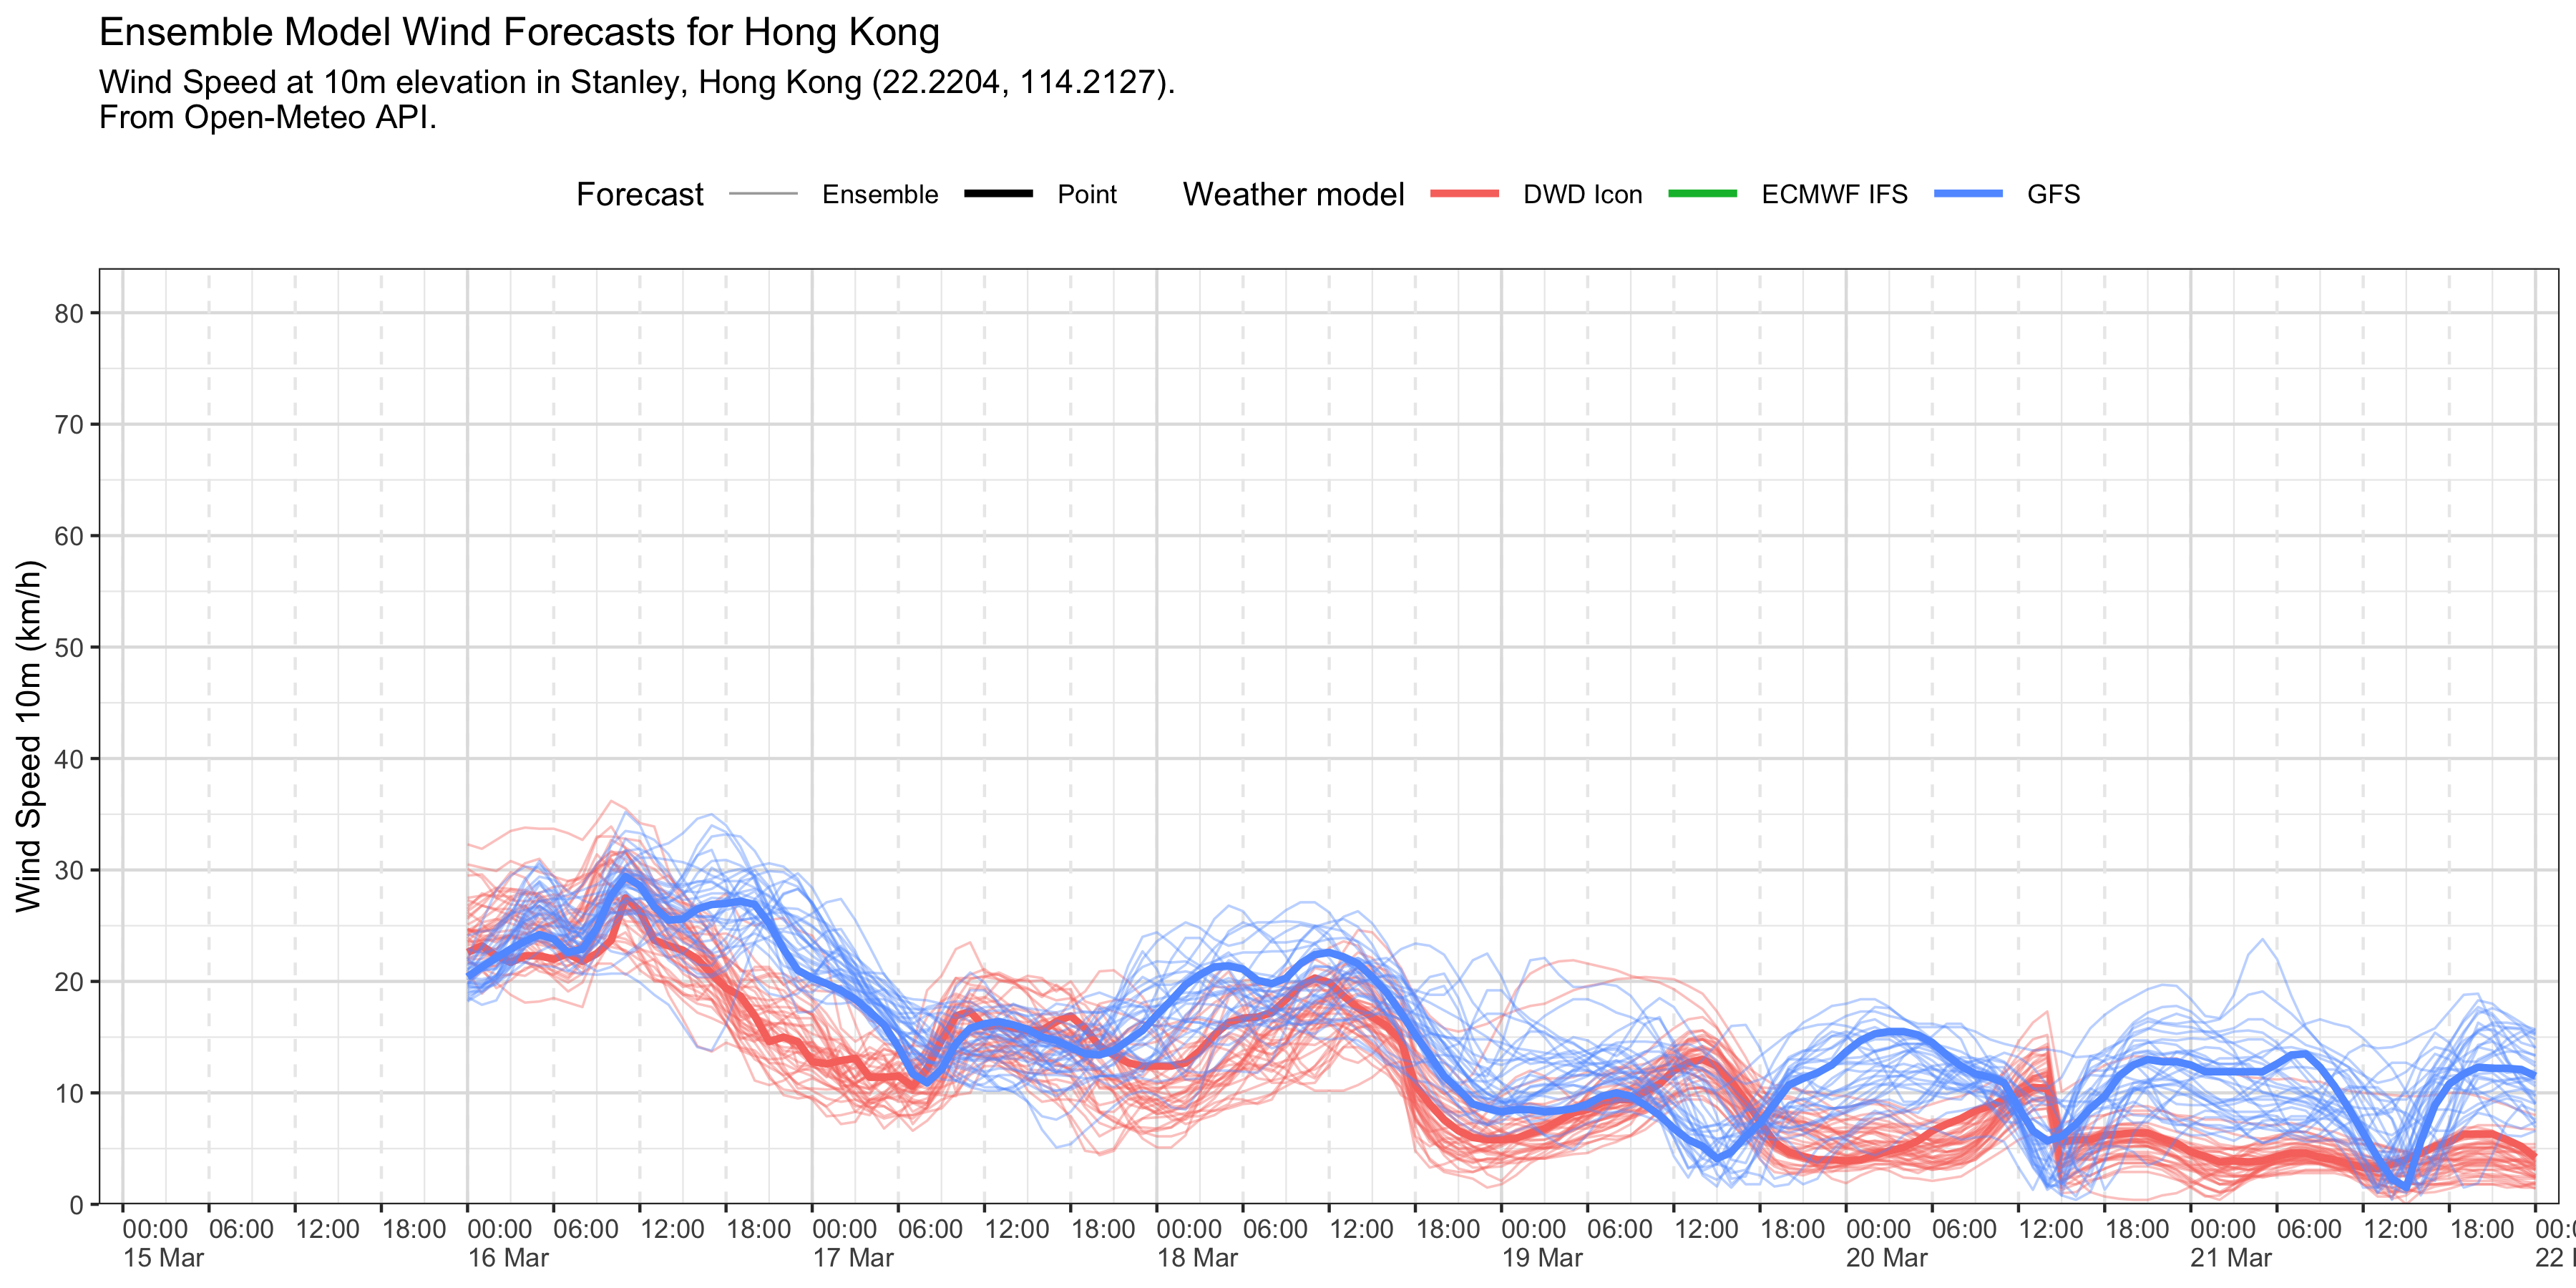 Ensemble Model Wind Forecasts for Hong Kong
Wind Speed at 10m elevation in Stanley, Hong Kong (22.2204, 114.2127).
From Open-Meteo API.
Forecast Ensemble Point Weather model DWD Icon ECMWF IFS GFS
Wind Speed 10m (km/h)
80
70
60
50
40
30
20
10
0
00:00 06:00 12:00 18:00 00:00 06:00 12:00 18:00 00:00 06:00 12:00 18:00 00:00 06:00 12:00 18:00 00:00 06:00 12:00 18:00 00:00 06:00 12:00 18:00 00:00 06:00 12:00 18:00
15 Mar 16 Mar 17 Mar 18 Mar 19 Mar 20 Mar 21 Mar 22